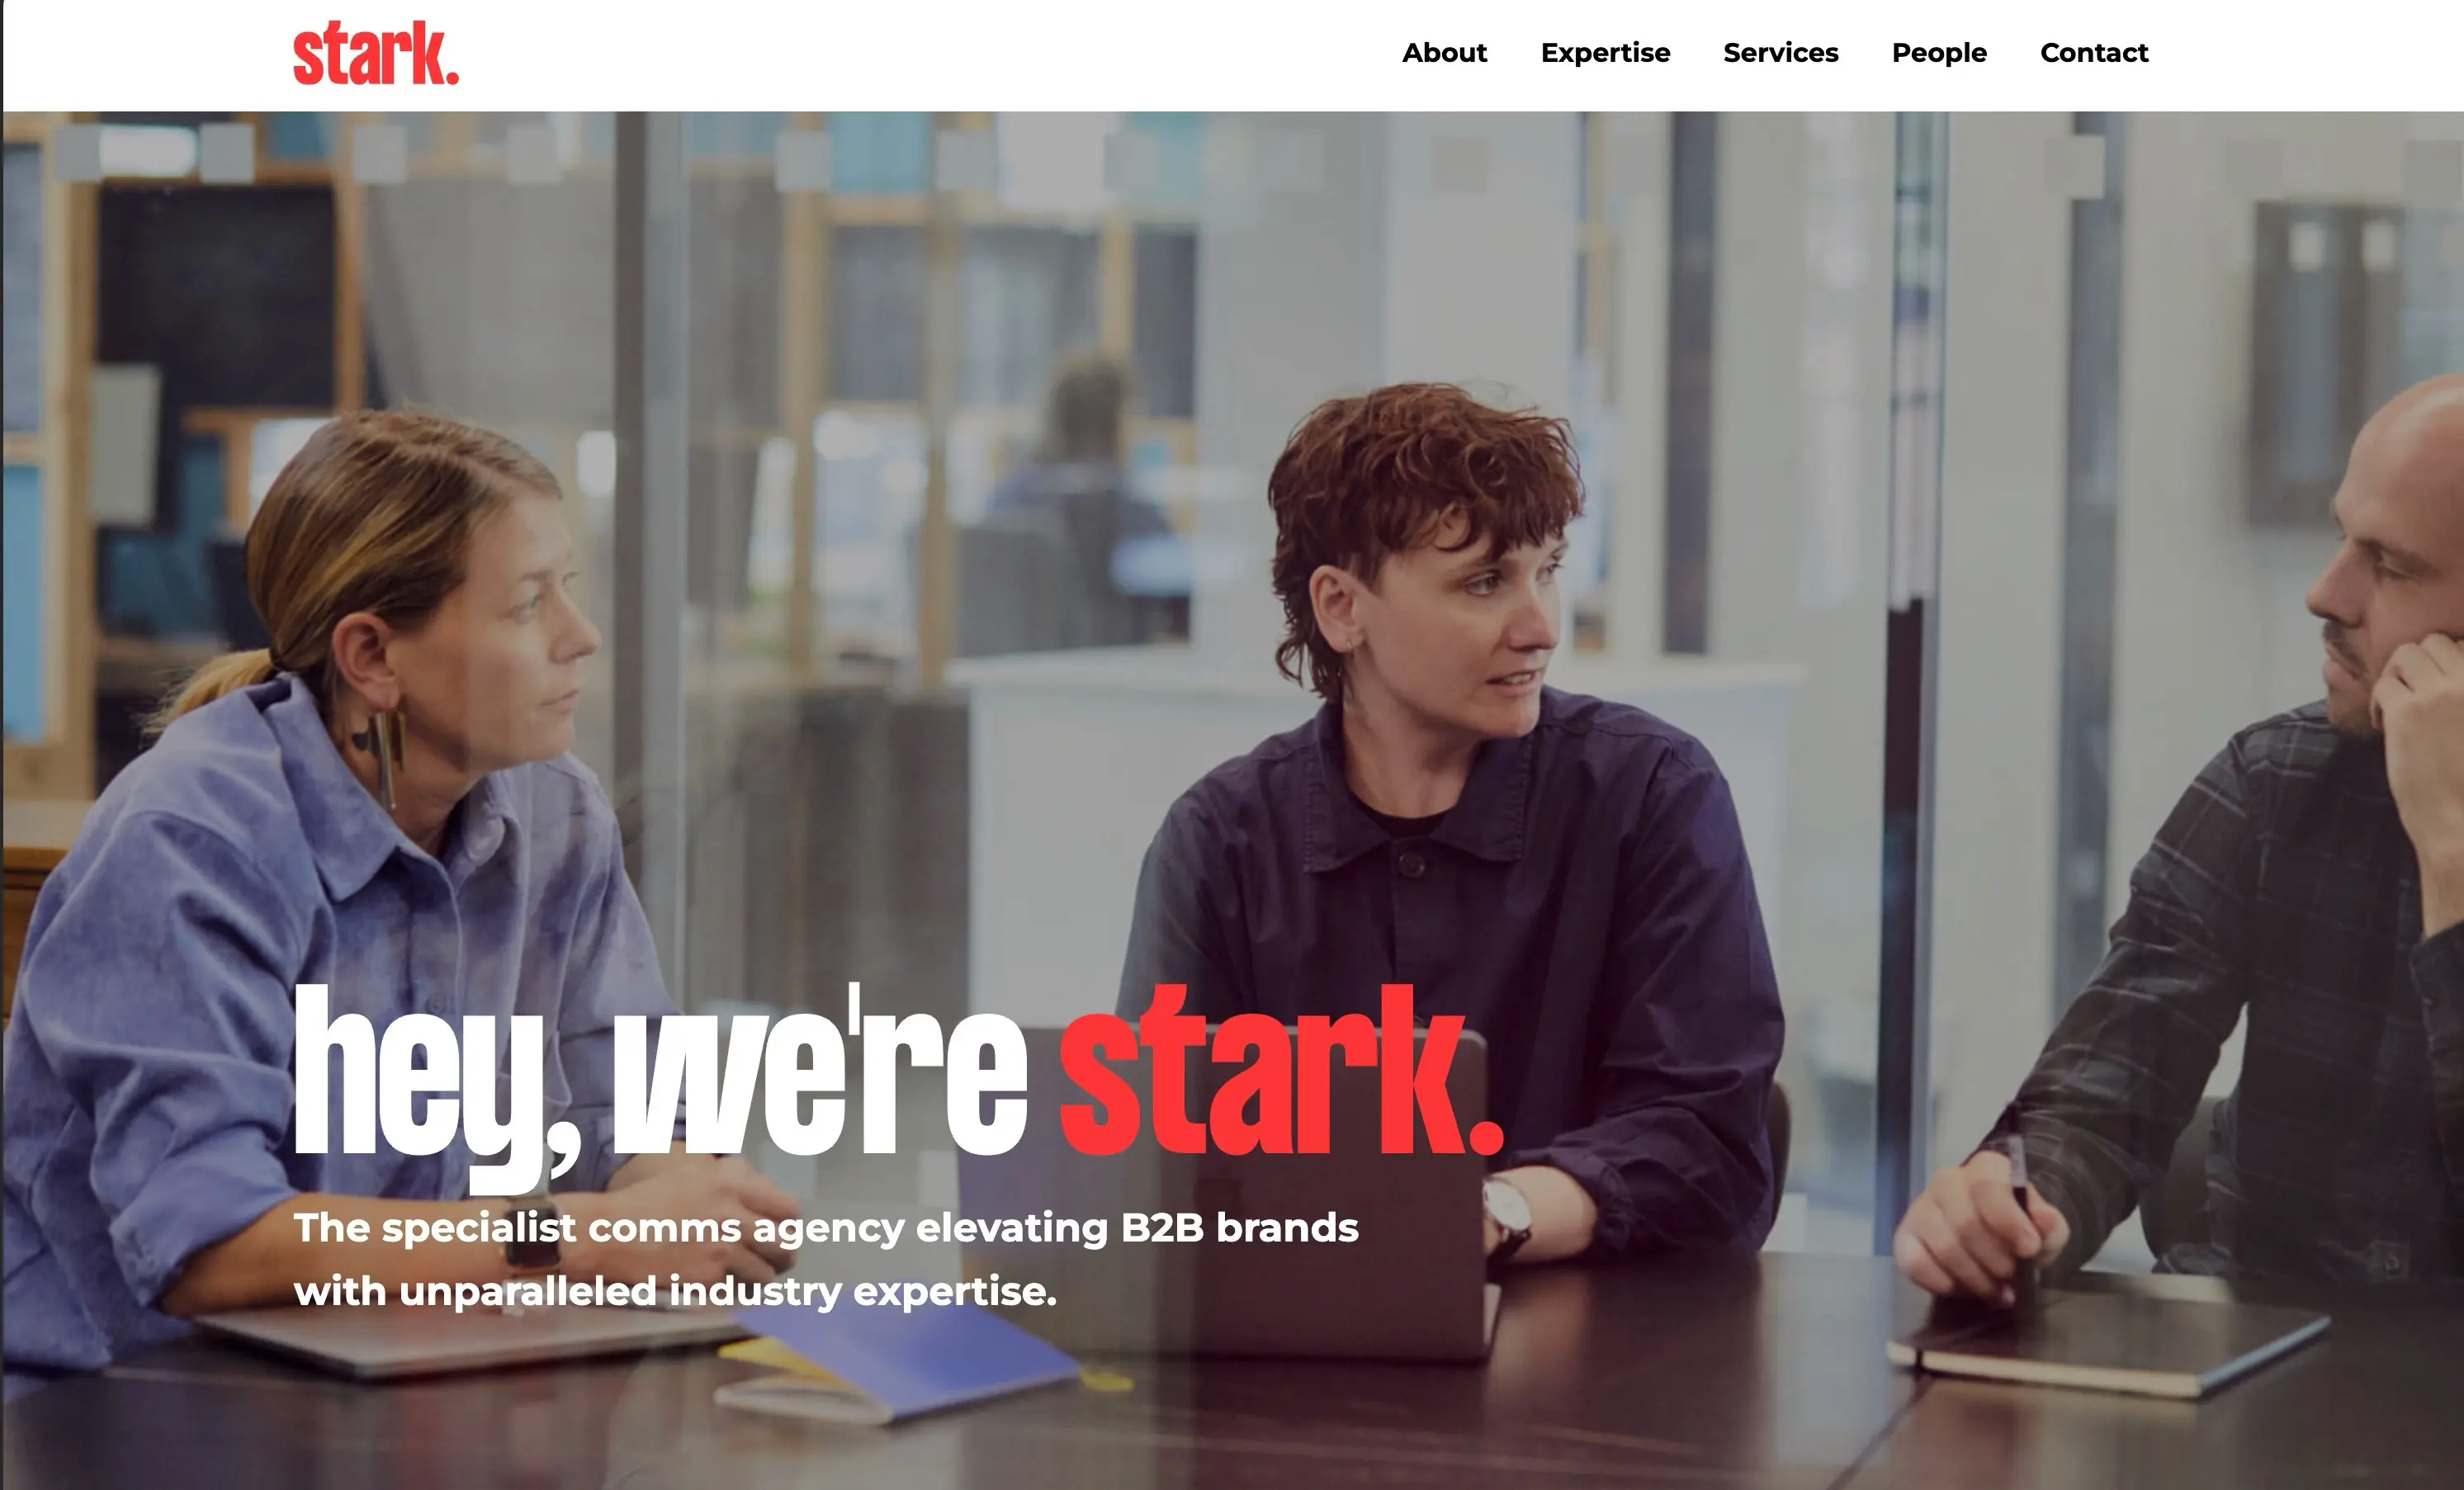 stark.
About Expertise Services People Contact
hey, we're stark.
The specialist comms agency elevating B2B brands
with unparalleled industry expertise.